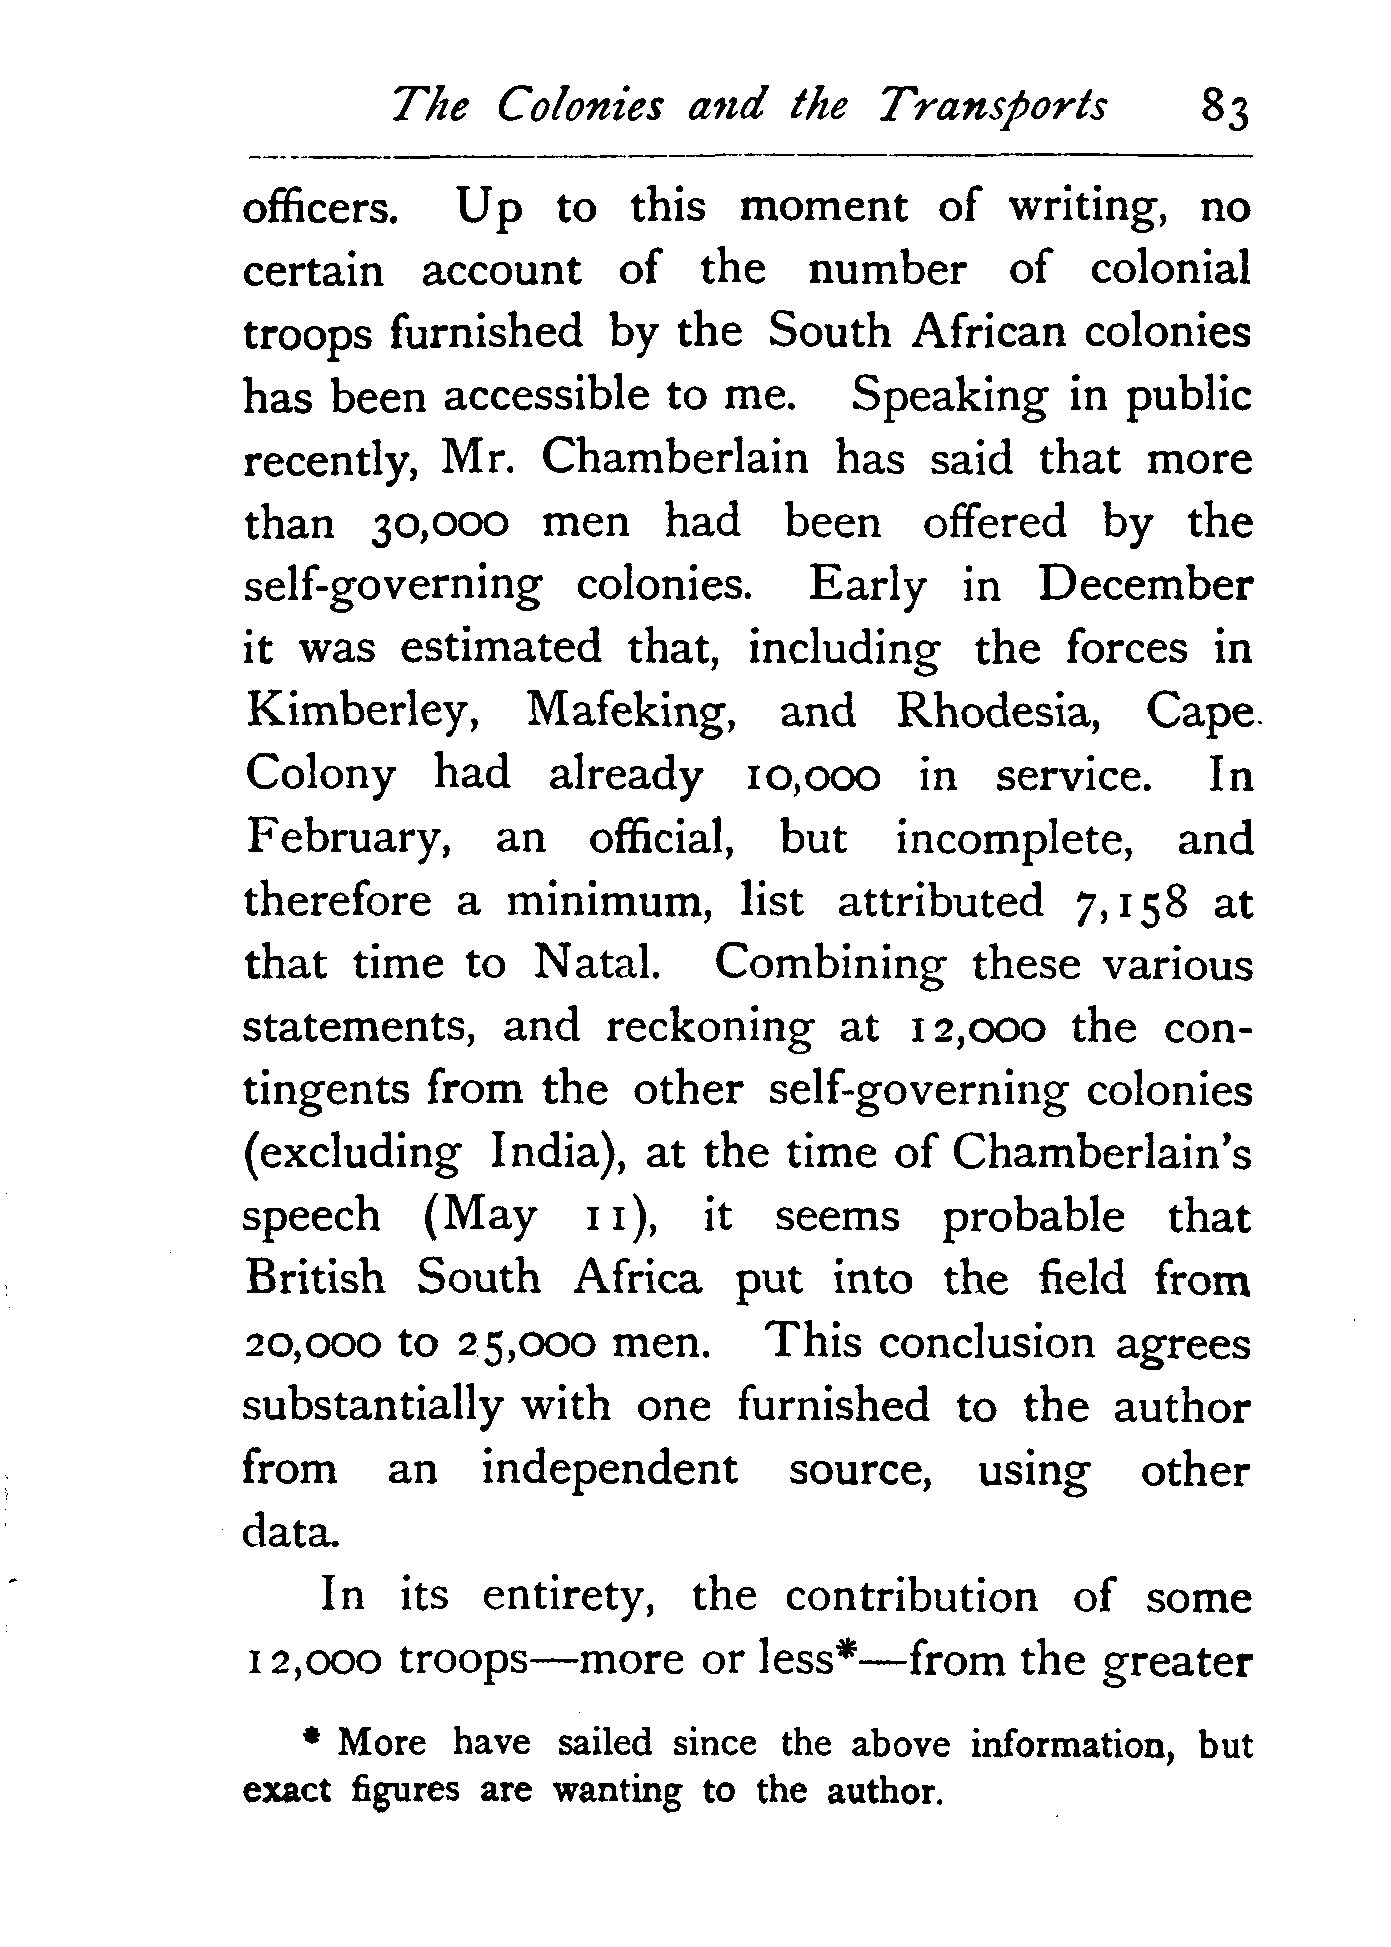 The Colonies and the Transports 83
officers. Up to this moment of writing, no
certain account of the number of colonial
troops furnished by the South African colonies
has been accessible to me. Speaking in public
recently, Mr. Chamberlain has said that more
than 30,000 men had been offered by the
self-governing colonies. Early in December
it was estimated that, including the forces in
Kimberley, Mafeking, and Rhodesia, Cape
Colony had already 10,000 in service. In
February, an official, but incomplete, and
therefore a minimum, list attributed 7,158 at
that time to Natal. Combining these various
statements, and reckoning at 12,000 the con-
tingents from the other self-governing colonies
(excluding India), at the time of Chamberlain's
speech (May 11), it seems probable that
British South Africa put into the field from
20,000 to 25,000 men. This conclusion agrees
substantially with one furnished to the author
from an independent source, using other
data.
In its entirety, the contribution of some
12,000 troops—more or less*—from the greater
* More have sailed since the above information, but
exact figures are wanting to the author.